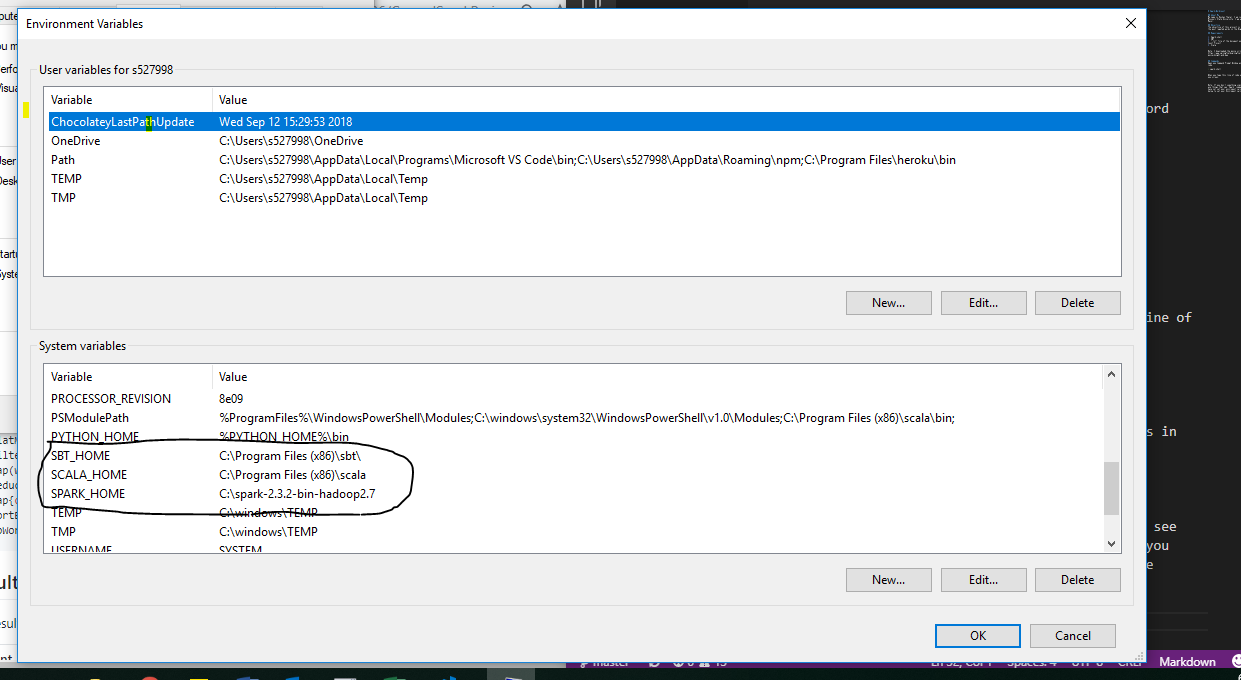 Environment Variables
User variables for s527998
Variable Value
ChocolateyLastPathUpdate Wed Sep 12 15:29:53 2018
OneDrive C:\Users\s527998\OneDrive
Path C:\Users\s527998\AppData\Local\Programs\Microsoft VS Code\bin;C:\Users\s527998\AppData\Roaming\npm;C:\Program Files\heroku\bin
TEMP C:\Users\s527998\AppData\Local\Temp
TMP C:\Users\s527998\AppData\Local\Temp
New... Edit... Delete
System variables
Variable Value
PROCESSOR_REVISION 8e09
PSModulePath %ProgramFiles%\WindowsPowerShell\Modules;C:\windows\system32\WindowsPowerShell\v1.0\Modules;C:\Program Files (x86)\scala\bin;
PYTHON_HOME %PYTHON_HOME%\bin
SBT_HOME C:\Program Files (x86)\sbt\
SCALA_HOME C:\Program Files (x86)\scala
SPARK_HOME C:\spark-2.3.2-bin-hadoop2.7
TEMP C:\windows\TEMP
TMP C:\windows\TEMP
USERNAME SYSTEM
New... Edit... Delete
OK Cancel
ord
ine of
s in
see
you
e
Markdown